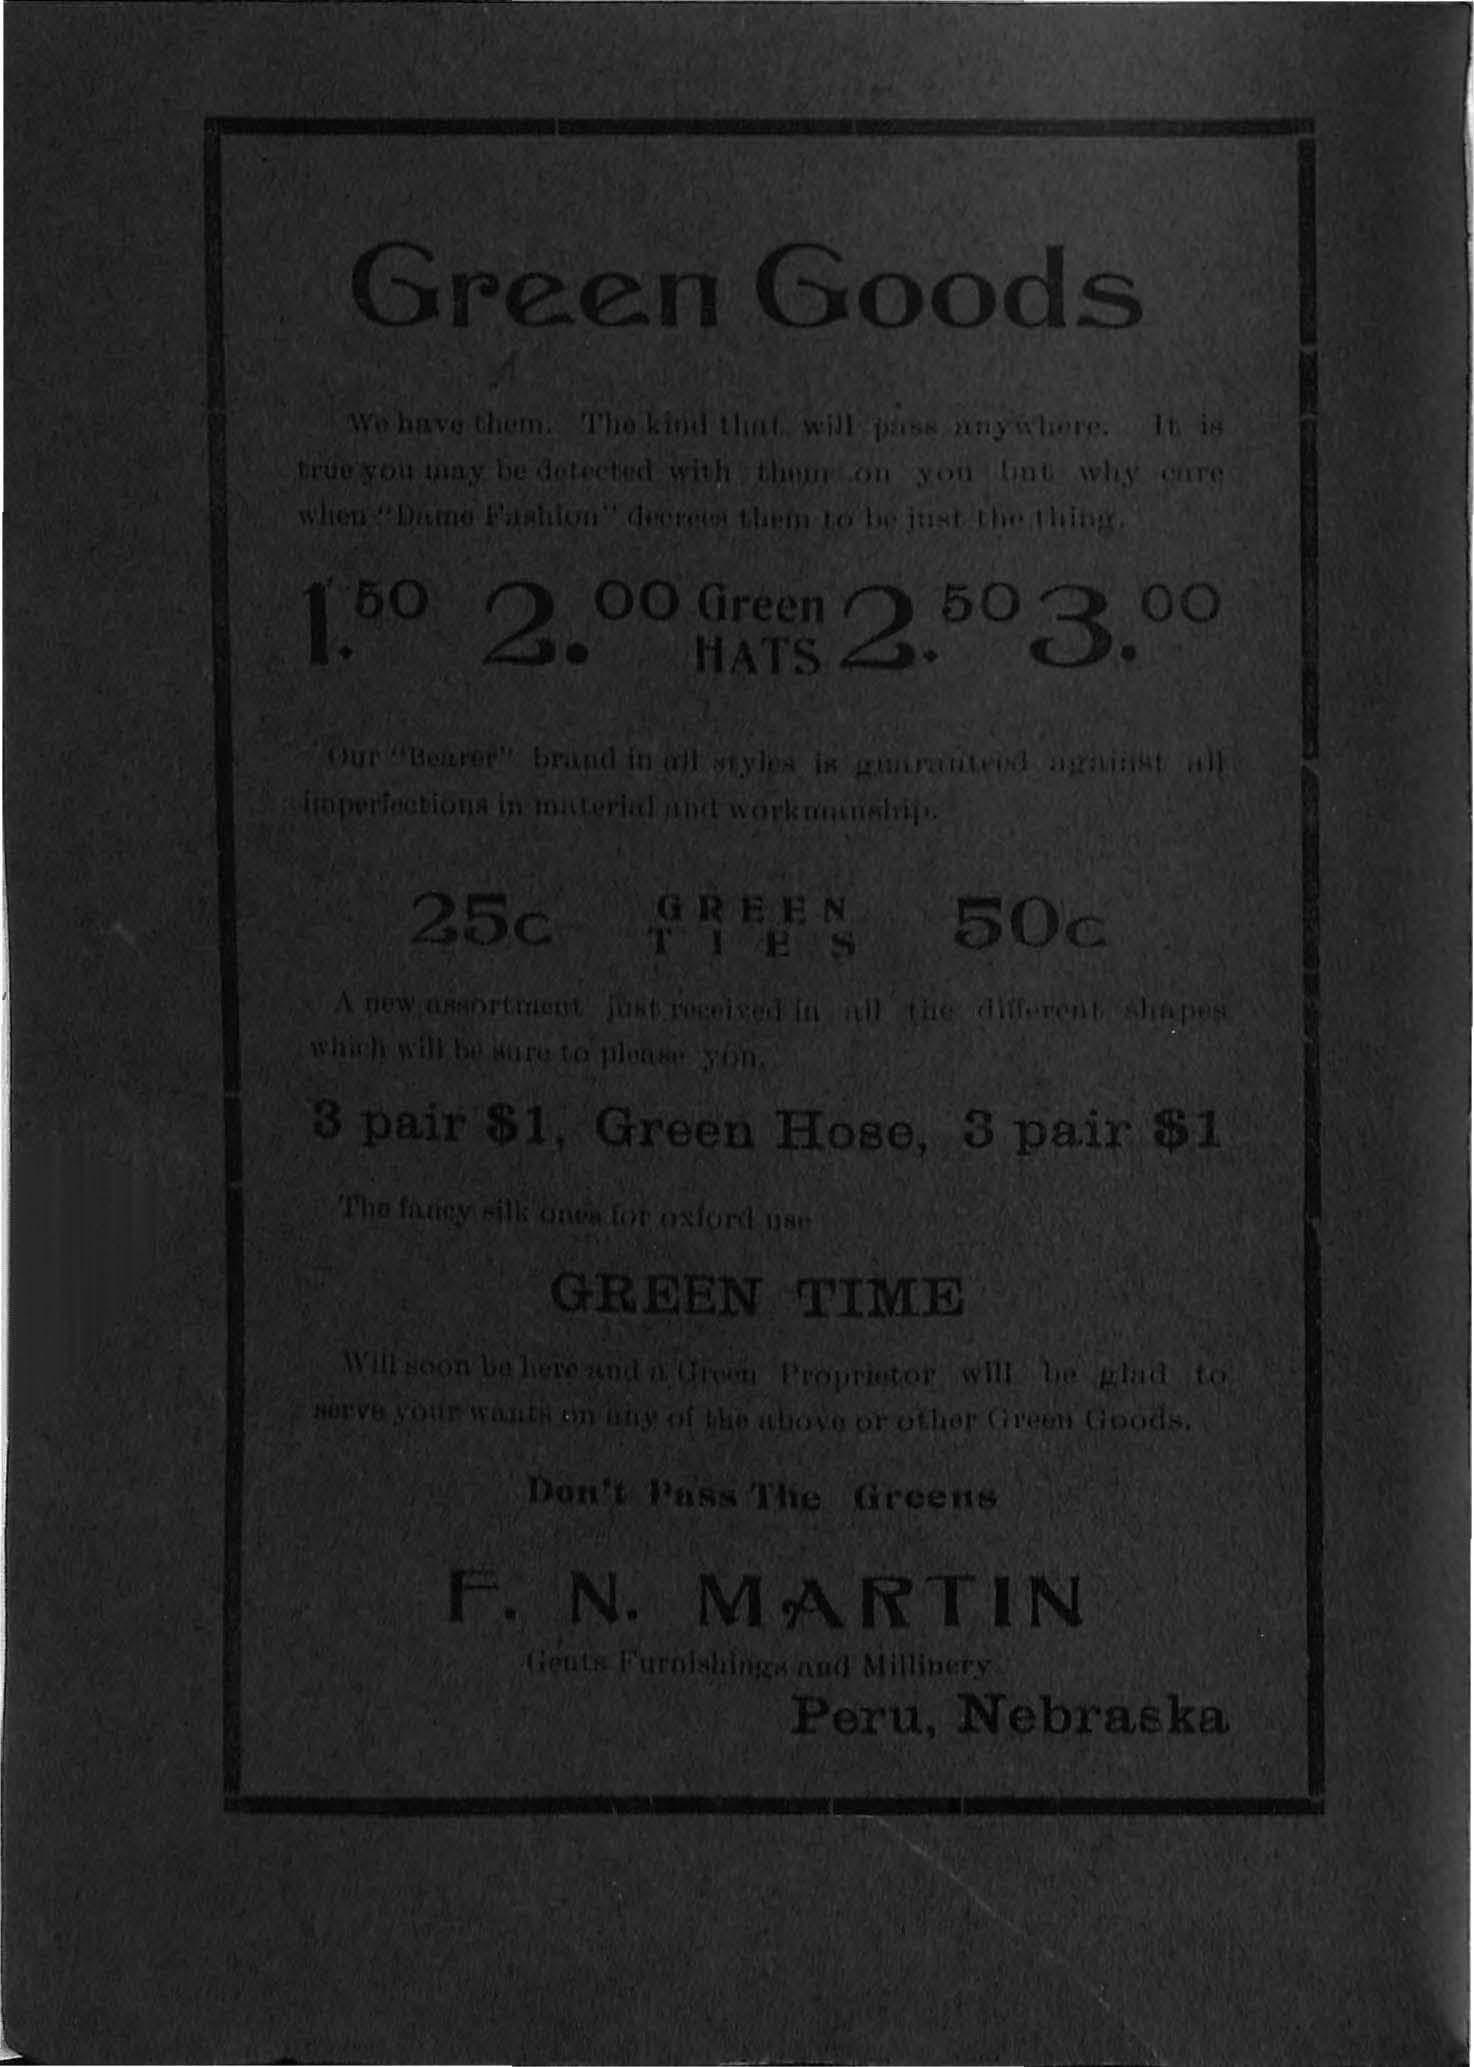 Green Goods
We have them. The kind that will pass anywhere. It is
true you may be detected with them on you but why care
when "Dame Fashion" decrees them to be just the thing.
1.50 2.00 Green HATS 2.50 3.00
Our "Bearer" brand in all styles is guaranteed against all
imperfections in material and workmanship.
25c GREEN TIES 50c
A new assortment just received in all the different shapes
which will be sure to please you.
3 pair $1, Green Hose, 3 pair $1
The fancy silk ones for oxford use
GREEN TIME
Will soon be here and a Green Proprietor will be glad to
serve your wants on any of the above or other Green Goods.
Don't Pass The Greens
F. N. MARTIN
Gents Furnishings and Millinery
Peru, Nebraska